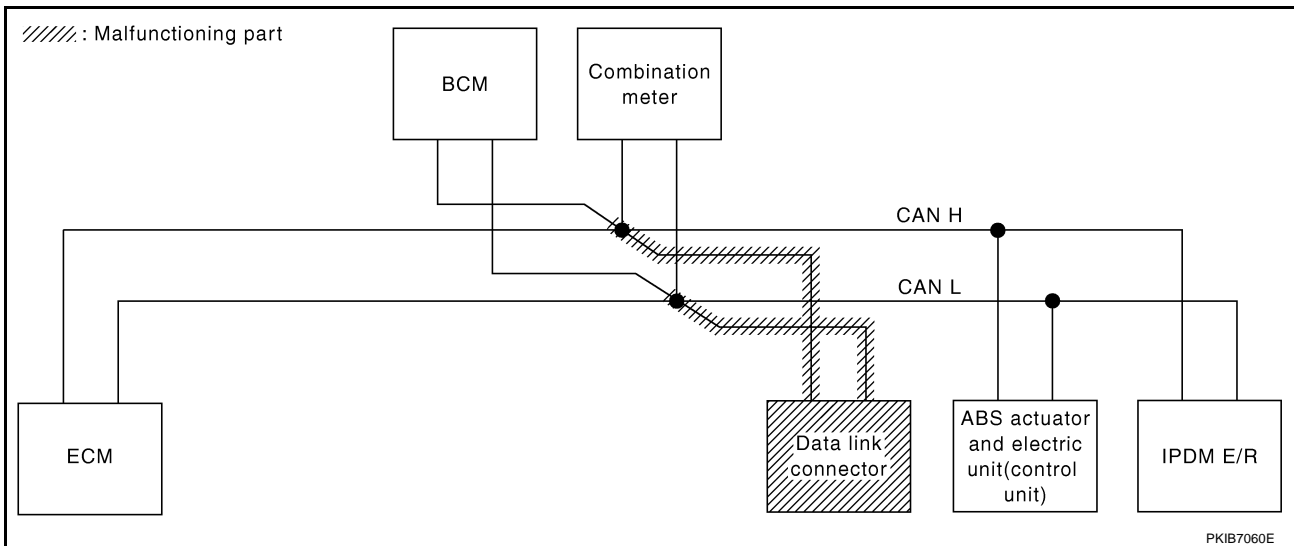 : Malfunctioning part
BCM
Combination
meter
CAN H
CAN L
ECM
Data link
connector
ABS actuator
and electric
unit(control
unit)
IPDM E/R
PKIB7060E